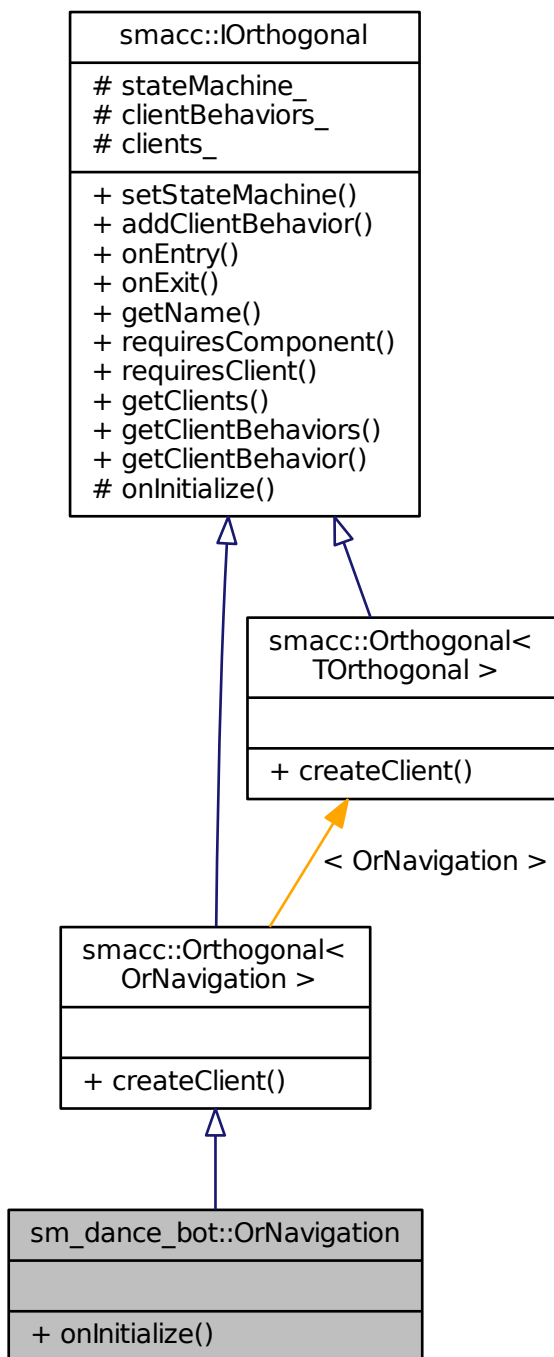 smacc::IOrthogonal
# stateMachine_
# clientBehaviors_
# clients_
+ setStateMachine()
+ addClientBehavior()
+ onEntry()
+ onExit()
+ getName()
+ requiresComponent()
+ requiresClient()
+ getClients()
+ getClientBehaviors()
+ getClientBehavior()
# onInitialize()
smacc::Orthogonal<
TOrthogonal >
+ createClient()
< OrNavigation >
smacc::Orthogonal<
OrNavigation >
+ createClient()
sm_dance_bot::OrNavigation
+ onInitialize()